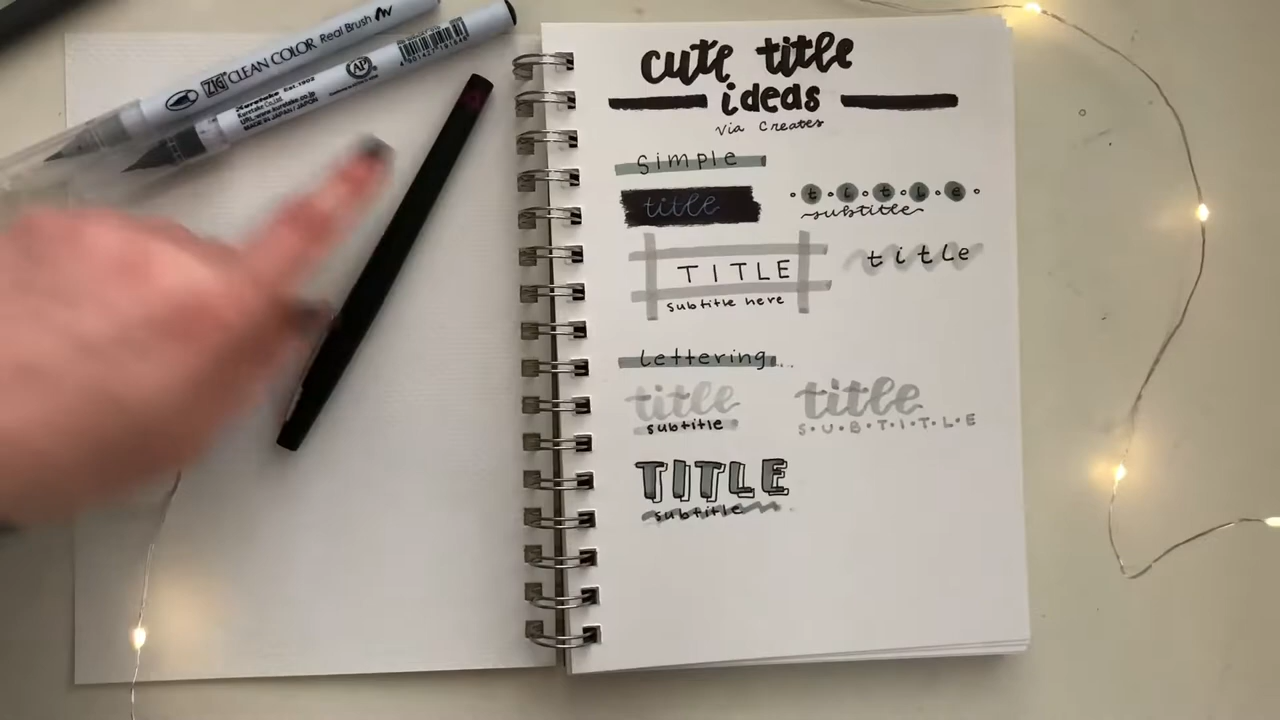 ZIG CLEAN COLOR Real Brush
MADE IN JAPAN
AP
cute title
ideas
via Creates
Simple
title
t.i.t.l.e
subtitle
TITLE
subtitle here
title
lettering...
title
subtitle
title
S.U.B.T.I.T.L.E
TITLE
subtitle